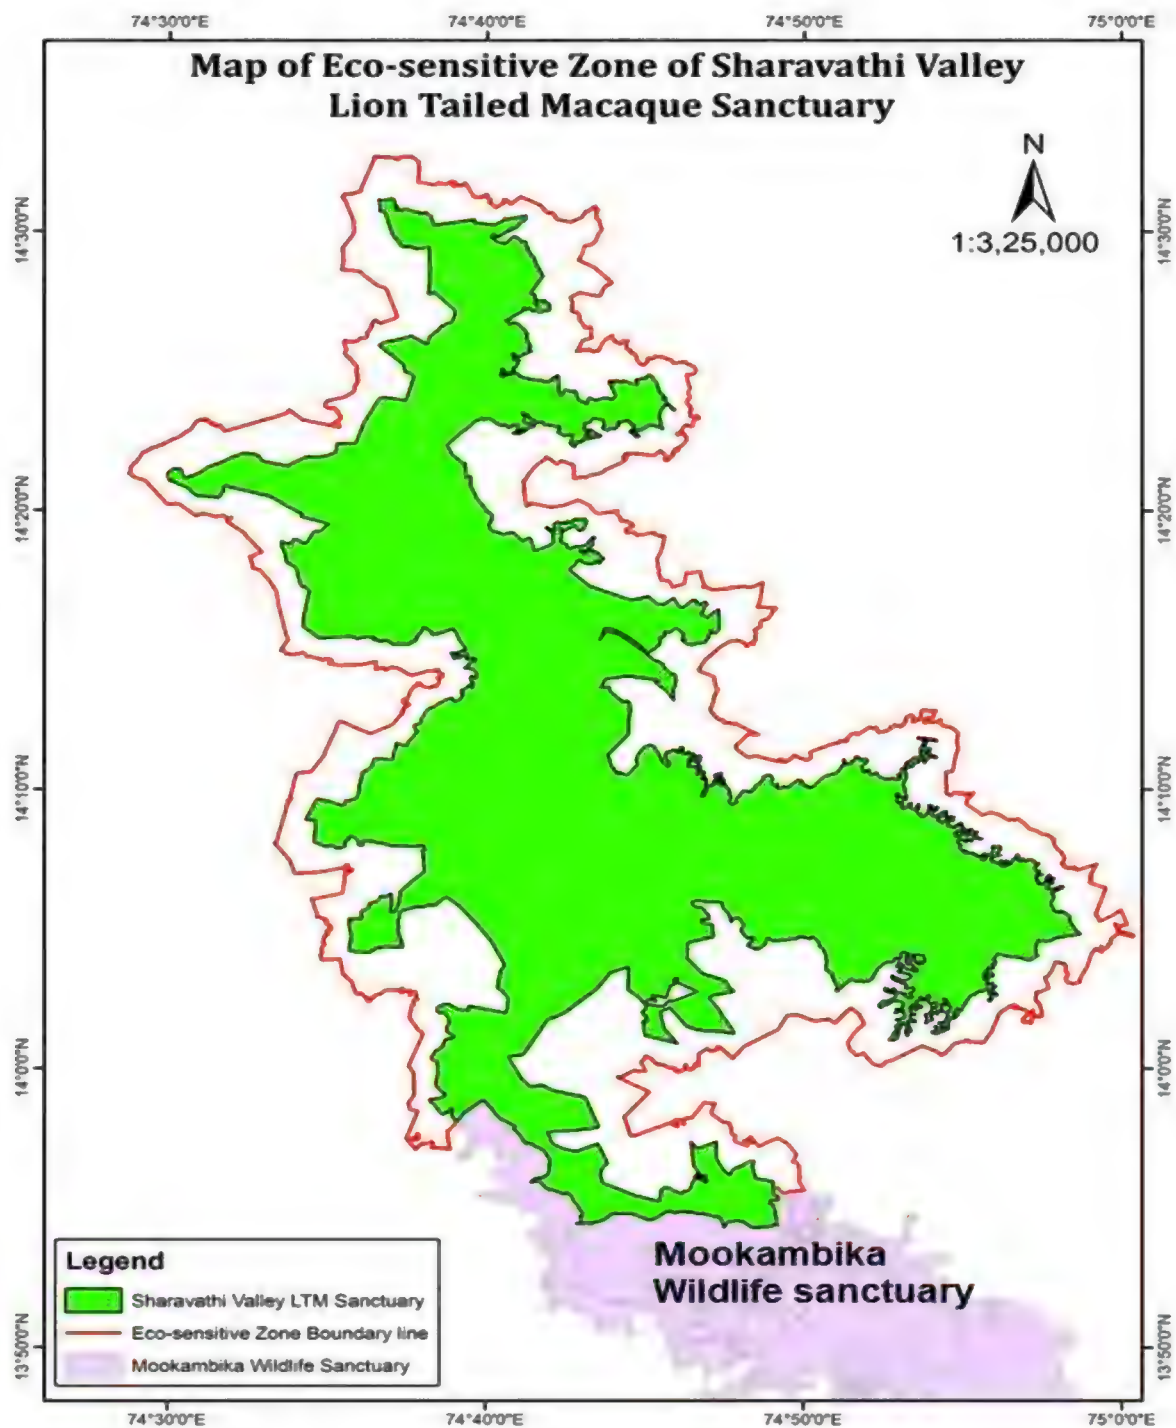 74°30'0"E 74°40'0"E 74°50'0"E 75°0'0"E
Map of Eco-sensitive Zone of Sharavathi Valley
Lion Tailed Macaque Sanctuary
N
1:3,25,000
14°30'0"N
14°30'0"N
14°20'0"N
14°20'0"N
14°10'0"N
14°10'0"N
14°0'0"N
14°0'0"N
Mookambika
Wildlife sanctuary
Legend
Sharavathi Valley LTM Sanctuary
Eco-sensitive Zone Boundary line
Mookambika Wildlife Sanctuary
13°50'0"N
13°50'0"N
74°30'0"E 74°40'0"E 74°50'0"E 75°0'0"E